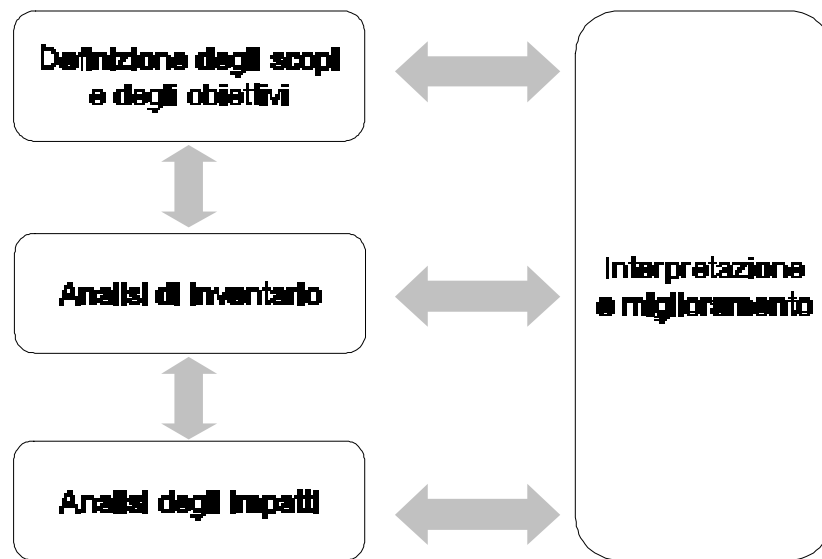 Definizione degli scopi
e degli obiettivi
Analisi di inventario
Interpretazione
e miglioramento
Analisi degli impatti